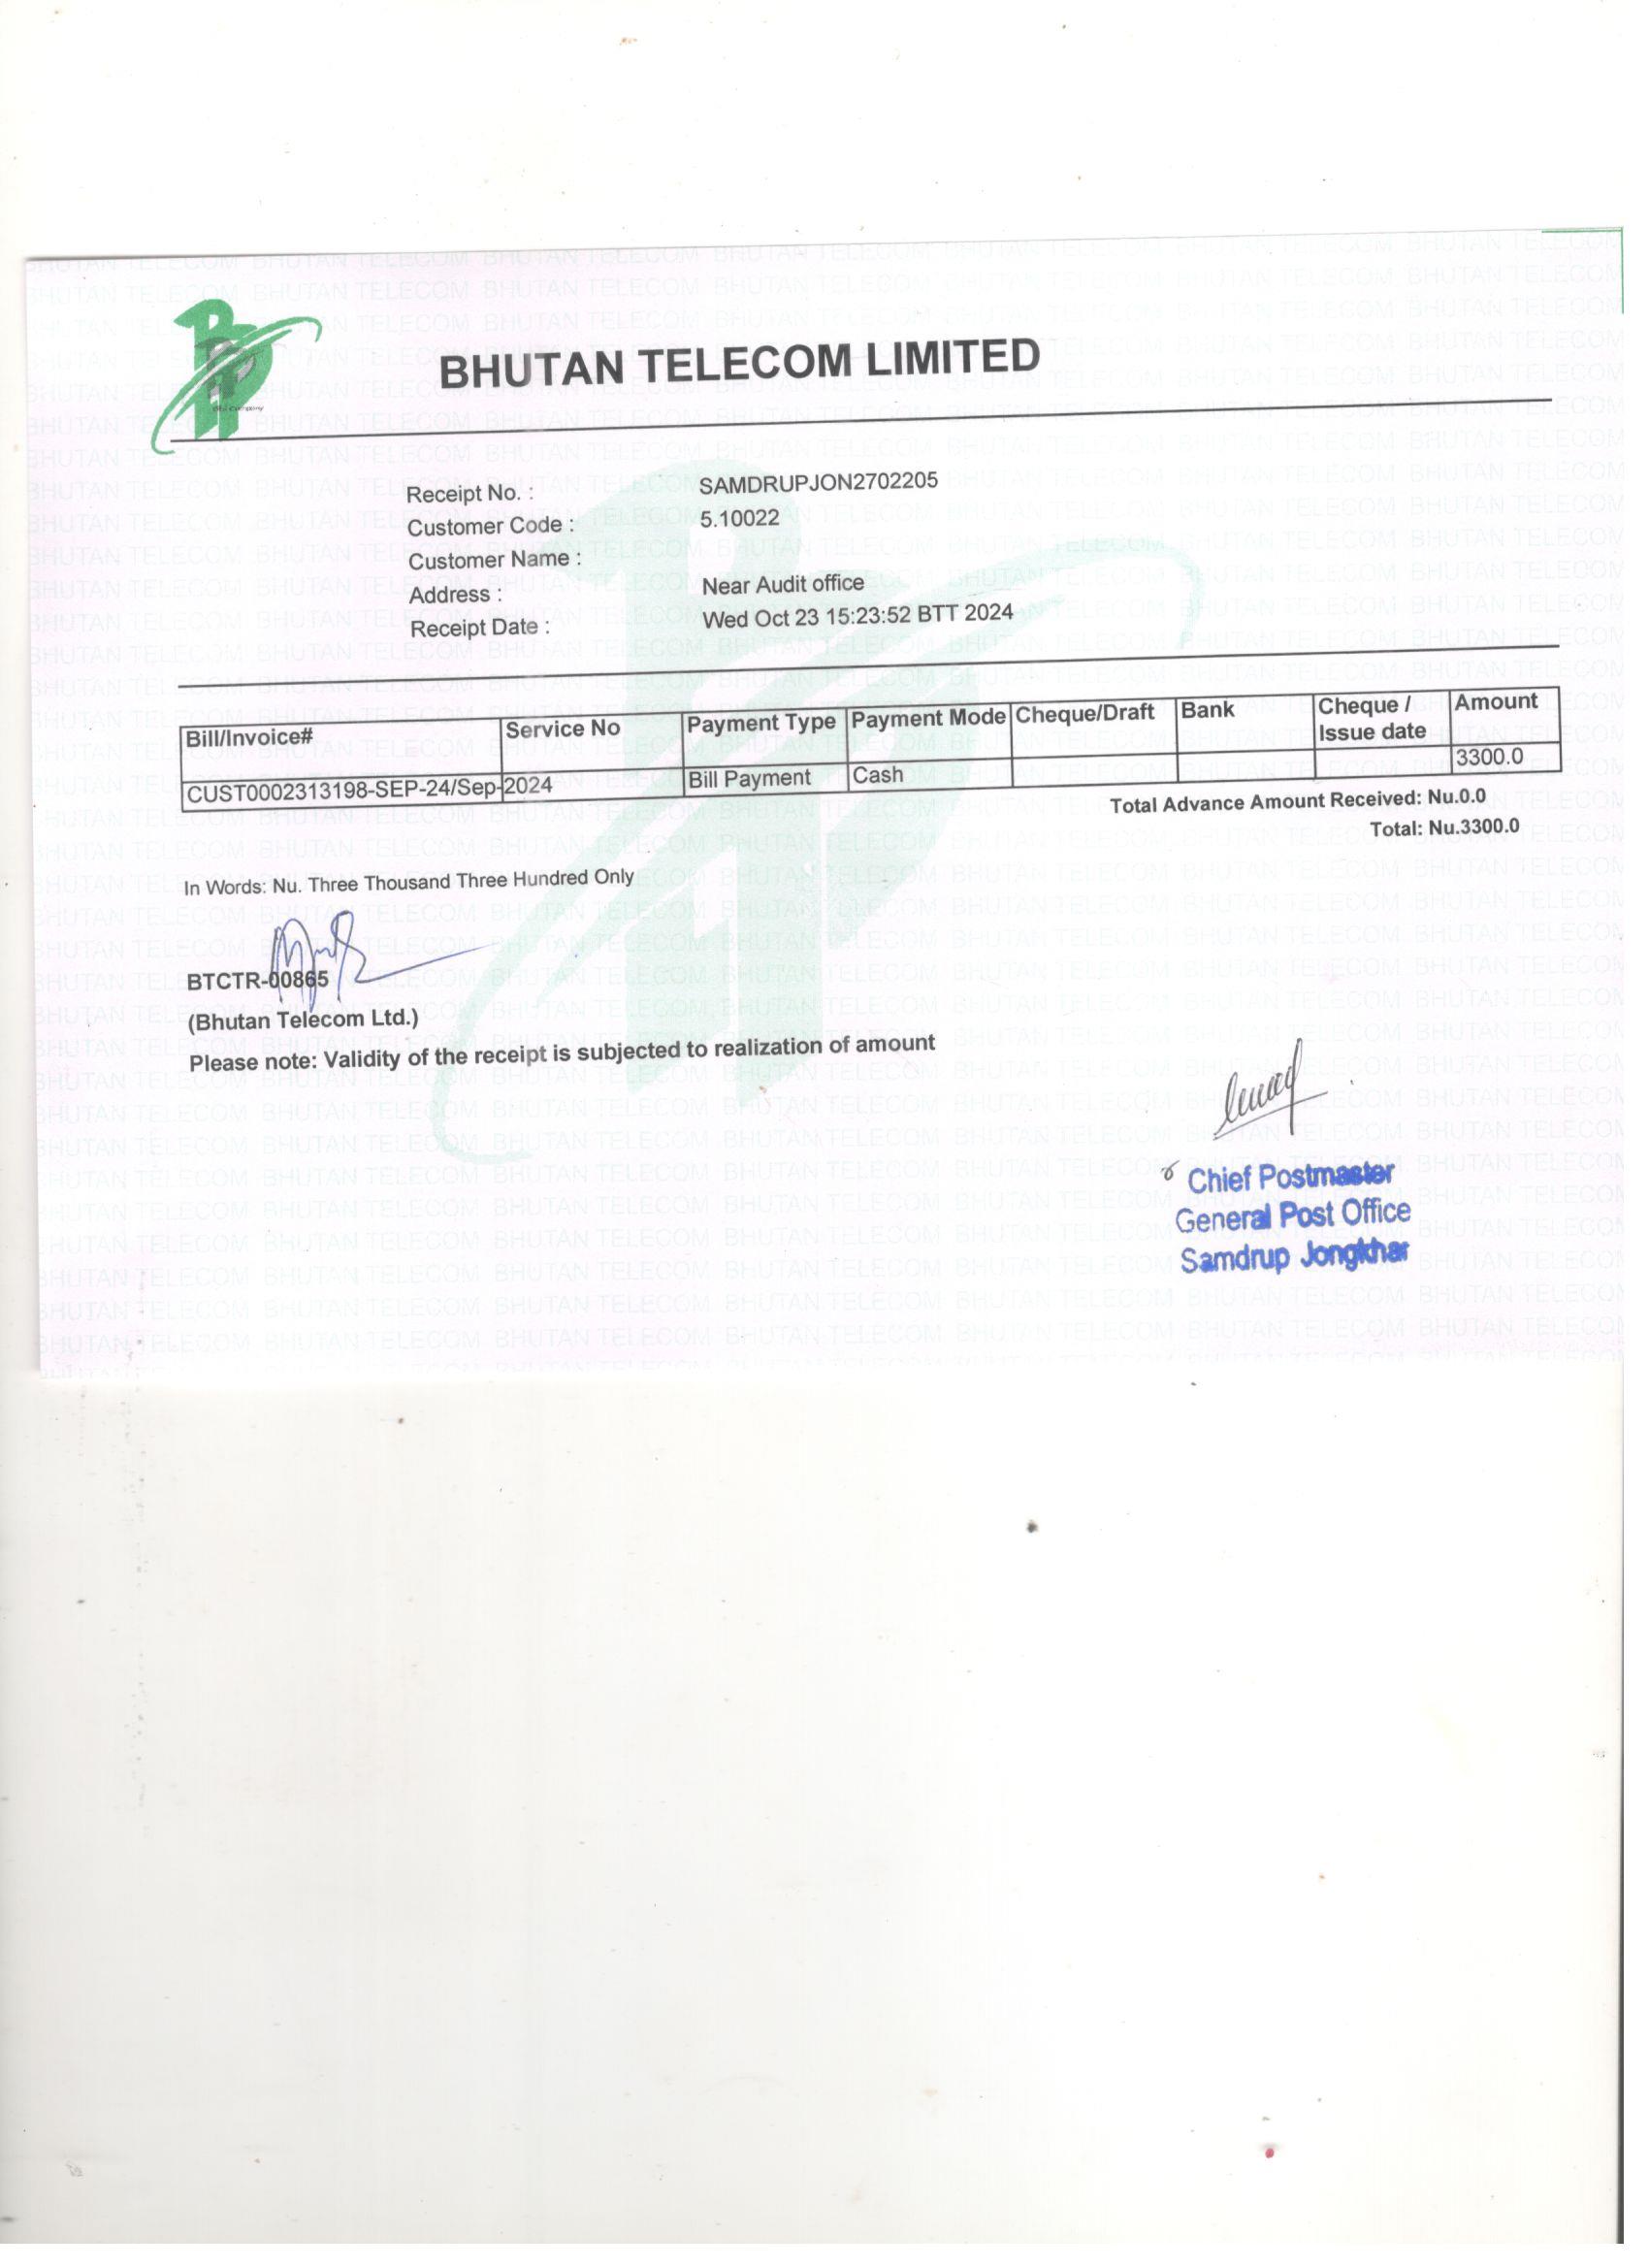 BHUTAN TELECOM LIMITED
Receipt No. : SAMDRUPJON2702205
Customer Code : 5.10022
Customer Name :
Address : Near Audit office
Receipt Date : Wed Oct 23 15:23:52 BTT 2024
Bill/Invoice# Service No Payment Type Payment Mode Cheque/Draft Bank Cheque / Issue date Amount
CUST0002313198-SEP-24/Sep-2024 Bill Payment Cash 3300.0
Total Advance Amount Received: Nu.0.0
Total: Nu.3300.0
In Words: Nu. Three Thousand Three Hundred Only
BTCTR-00865
(Bhutan Telecom Ltd.)
Please note: Validity of the receipt is subjected to realization of amount
Chief Postmaster
General Post Office
Samdrup Jongkhar